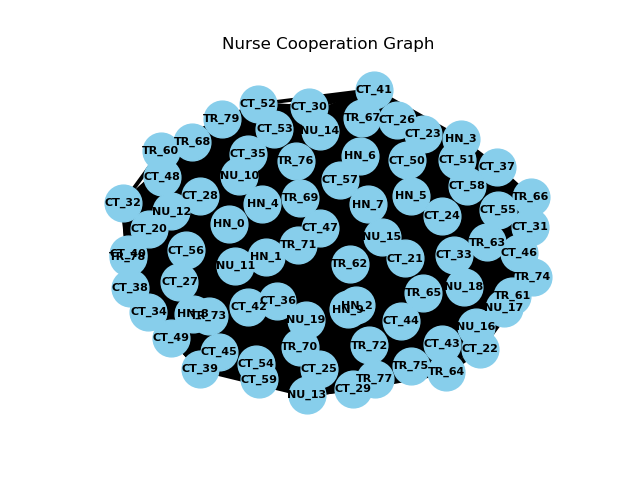 Nurse Cooperation Graph
CT_41
CT_52
CT_30
TR_79
TR_67
CT_26
CT_53
NU_14
CT_23
HN_3
TR_68
TR_60
CT_35
TR_76
HN_6
CT_50
CT_51
CT_37
CT_48
NU_10
CT_57
CT_58
CT_28
TR_69
HN_5
TR_66
CT_32
NU_12
HN_4
HN_7
CT_55
CT_24
CT_20
HN_0
CT_47
CT_31
NU_15
TR_63
CT_56
TR_71
CT_46
CT_40
TR_78
HN_1
CT_21
CT_33
NU_11
TR_62
TR_74
CT_27
CT_38
TR_65
NU_18
TR_61
CT_36
CT_42
HN_2
HN_9
NU_17
CT_34
HN_8
TR_73
NU_19
CT_44
NU_16
CT_49
CT_43
TR_70
TR_72
CT_22
CT_45
CT_54
TR_75
CT_39
CT_25
TR_64
CT_59
TR_77
CT_29
NU_13